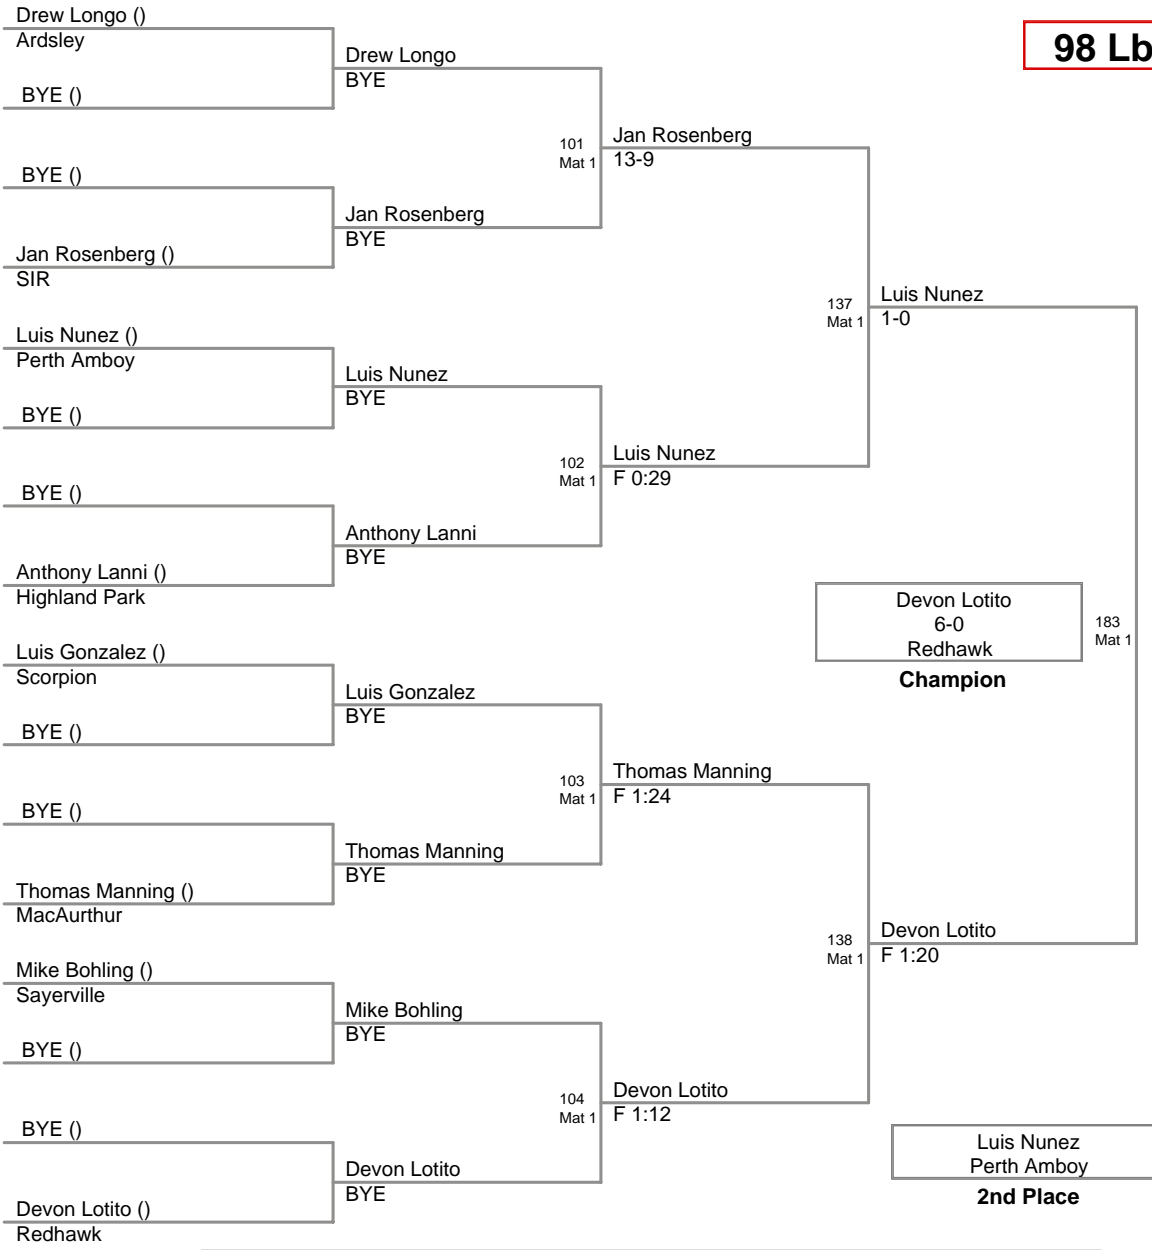 Drew Longo ()
Ardsley
BYE ()
BYE ()
Jan Rosenberg ()
SIR
Luis Nunez ()
Perth Amboy
BYE ()
BYE ()
Anthony Lanni ()
Highland Park
Luis Gonzalez ()
Scorpion
BYE ()
BYE ()
Thomas Manning ()
MacAurthur
Mike Bohling ()
Sayerville
BYE ()
BYE ()
Devon Lotito ()
Redhawk
Drew Longo
BYE
Jan Rosenberg
BYE
Luis Nunez
BYE
Anthony Lanni
BYE
Luis Gonzalez
BYE
Thomas Manning
BYE
Mike Bohling
BYE
Devon Lotito
BYE
101
Mat 1
Jan Rosenberg
13-9
102
Mat 1
Luis Nunez
F 0:29
103
Mat 1
Thomas Manning
F 1:24
104
Mat 1
Devon Lotito
F 1:12
137
Mat 1
Luis Nunez
1-0
138
Mat 1
Devon Lotito
F 1:20
98 Lb
183
Mat 1
Devon Lotito
6-0
Redhawk
Champion
Luis Nunez
Perth Amboy
2nd Place